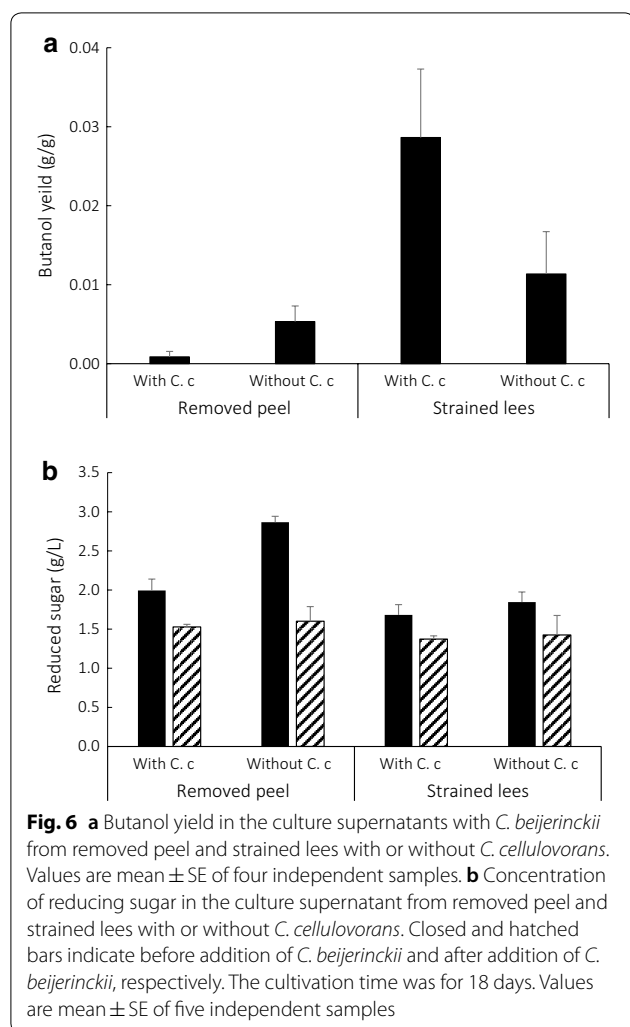 a
0.04
0.03
0.02
0.01
0.00
Butanol yeild (g/g)
With C. c Without C. c With C. c Without C. c
Removed peel Strained lees
b
3.5
3.0
2.5
2.0
1.5
1.0
0.5
0.0
Reduced sugar (g/L)
With C. c Without C. c With C. c Without C. c
Removed peel Strained lees
Fig. 6 a Butanol yield in the culture supernatants with C. beijerinckii
from removed peel and strained lees with or without C. cellulovorans.
Values are mean ± SE of four independent samples. b Concentration
of reducing sugar in the culture supernatant from removed peel and
strained lees with or without C. cellulovorans. Closed and hatched
bars indicate before addition of C. beijerinckii and after addition of C.
beijerinckii, respectively. The cultivation time was for 18 days. Values
are mean ± SE of five independent samples